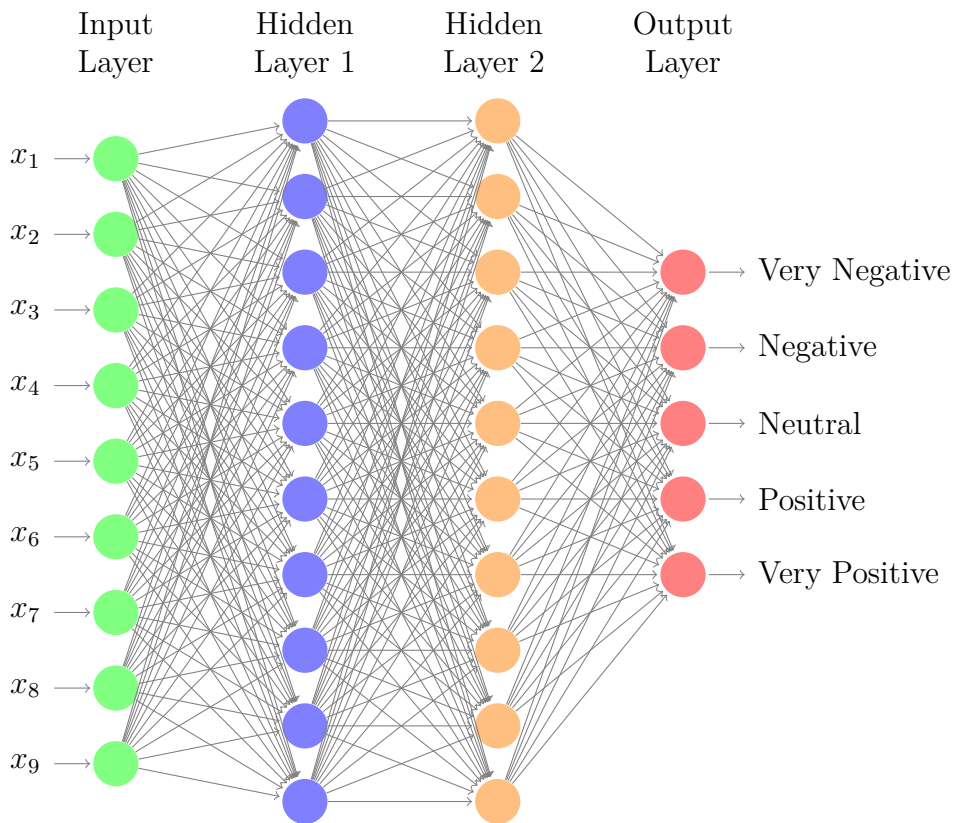 Input
Layer
Hidden
Layer 1
Hidden
Layer 2
Output
Layer
x₁
x₂
x₃
x₄
x₅
x₆
x₇
x₈
x₉
Very Negative
Negative
Neutral
Positive
Very Positive